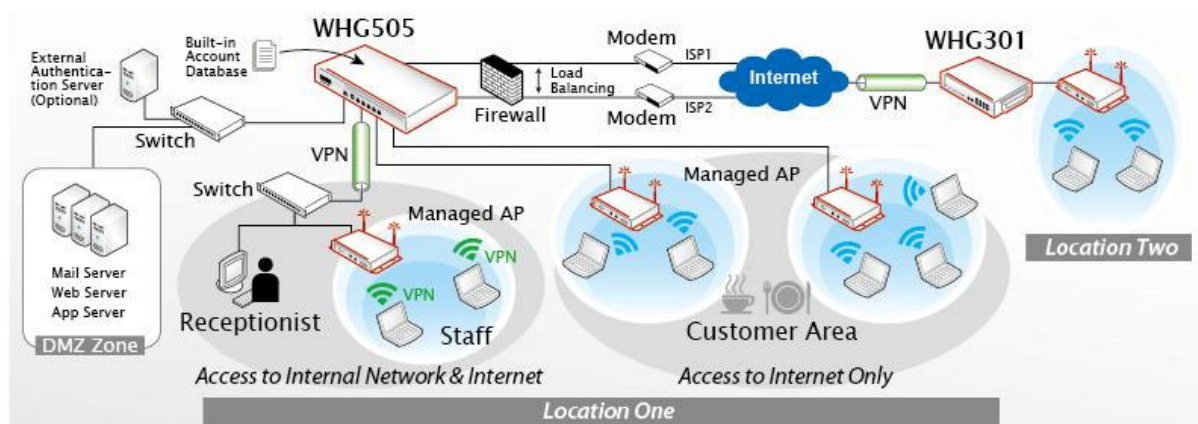 WHG505
External
Authentica-
tion Server
(Optional)
Built-in
Account
Database
Switch
Firewall
Load
Balancing
Modem
ISP1
Modem
ISP2
Internet
VPN
WHG301
VPN
Switch
Managed AP
Managed AP
VPN
VPN
Mail Server
Web Server
App Server
DMZ Zone
Receptionist
Staff
Customer Area
Location Two
Access to Internal Network & Internet
Access to Internet Only
Location One